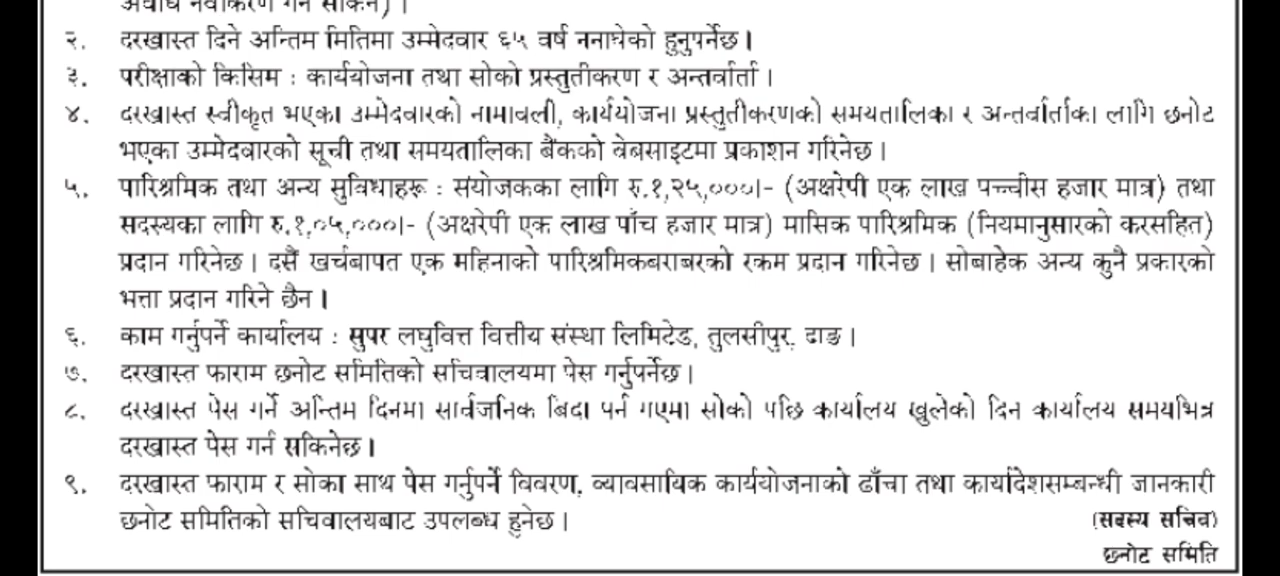 अवधि नवीकरण गर्न सकिने) ।
२. दरखास्त दिने अन्तिम मितिमा उम्मेदवार ६५ वर्ष ननाघेको हुनुपर्नेछ ।
३. परीक्षाको किसिम : कार्ययोजना तथा सोको प्रस्तुतीकरण र अन्तर्वार्ता ।
४. दरखास्त स्वीकृत भएका उम्मेदवारको नामावली, कार्ययोजना प्रस्तुतीकरणको समयतालिका र अन्तर्वार्ताका लागि छनोट
भएका उम्मेदवारको सूची तथा समयतालिका बैंकको वेबसाइटमा प्रकाशन गरिनेछ ।
५. पारिश्रमिक तथा अन्य सुविधाहरू : संयोजकका लागि रु.१,२५,०००।- (अक्षरेपी एक लाख पच्चीस हजार मात्र) तथा
सदस्यका लागि रु.१,०५,०००।- (अक्षरेपी एक लाख पाँच हजार मात्र) मासिक पारिश्रमिक (नियमानुसारको करसहित)
प्रदान गरिनेछ । दसैँ खर्चबापत एक महिनाको पारिश्रमिकबराबरको रकम प्रदान गरिनेछ । सोबाहेक अन्य कुनै प्रकारको
भत्ता प्रदान गरिने छैन ।
६. काम गर्नुपर्ने कार्यालय : सुपर लघुवित्त वित्तीय संस्था लिमिटेड, तुलसीपुर, दाङ ।
७. दरखास्त फाराम छनोट समितिको सचिवालयमा पेस गर्नुपर्नेछ ।
८. दरखास्त पेस गर्ने अन्तिम दिनमा सार्वजनिक बिदा पर्न गएमा सोको पछि कार्यालय खुलेको दिन कार्यालय समयभित्र
दरखास्त पेस गर्न सकिनेछ ।
९. दरखास्त फाराम र सोका साथ पेस गर्नुपर्ने विवरण, व्यावसायिक कार्ययोजनाको ढाँचा तथा कार्यादेशसम्बन्धी जानकारी
छनोट समितिको सचिवालयबाट उपलब्ध हुनेछ ।
(सदस्य सचिव)
छनोट समिति